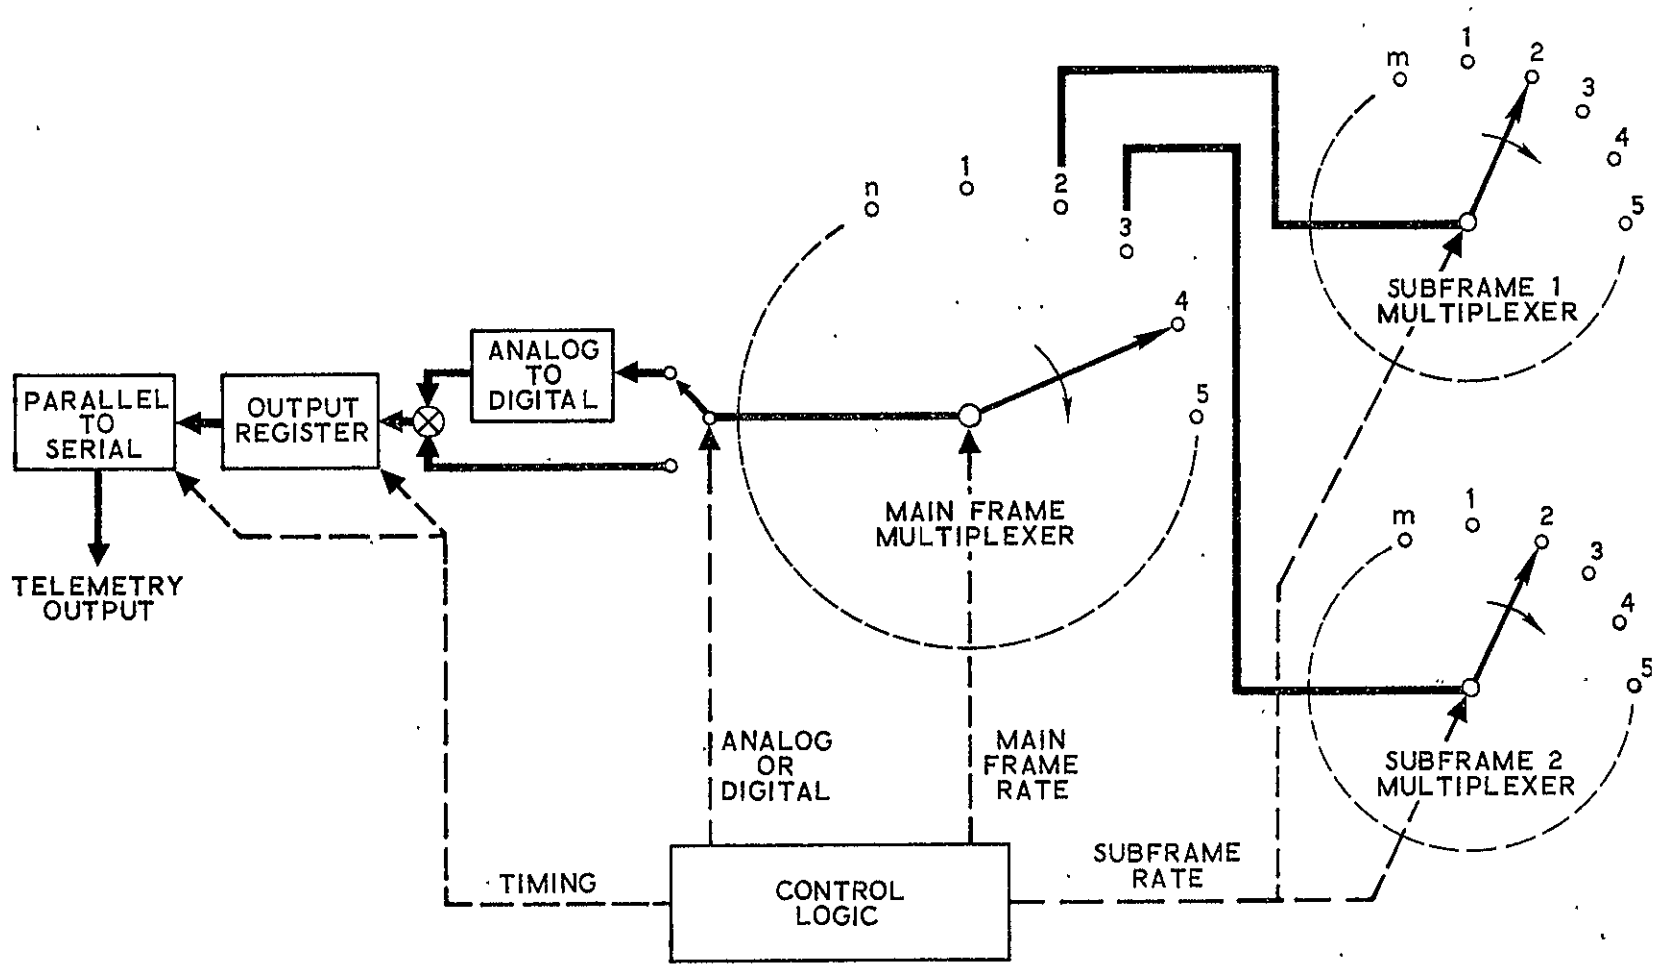 m
1
2
3
4
5
SUBFRAME 1
MULTIPLEXER
n
1
2
3
4
5
MAIN FRAME
MULTIPLEXER
ANALOG
TO
DIGITAL
OUTPUT
REGISTER
PARALLEL
TO
SERIAL
TELEMETRY
OUTPUT
m
1
2
3
4
5
SUBFRAME 2
MULTIPLEXER
ANALOG
OR
DIGITAL
MAIN
FRAME
RATE
SUBFRAME
RATE
TIMING
CONTROL
LOGIC